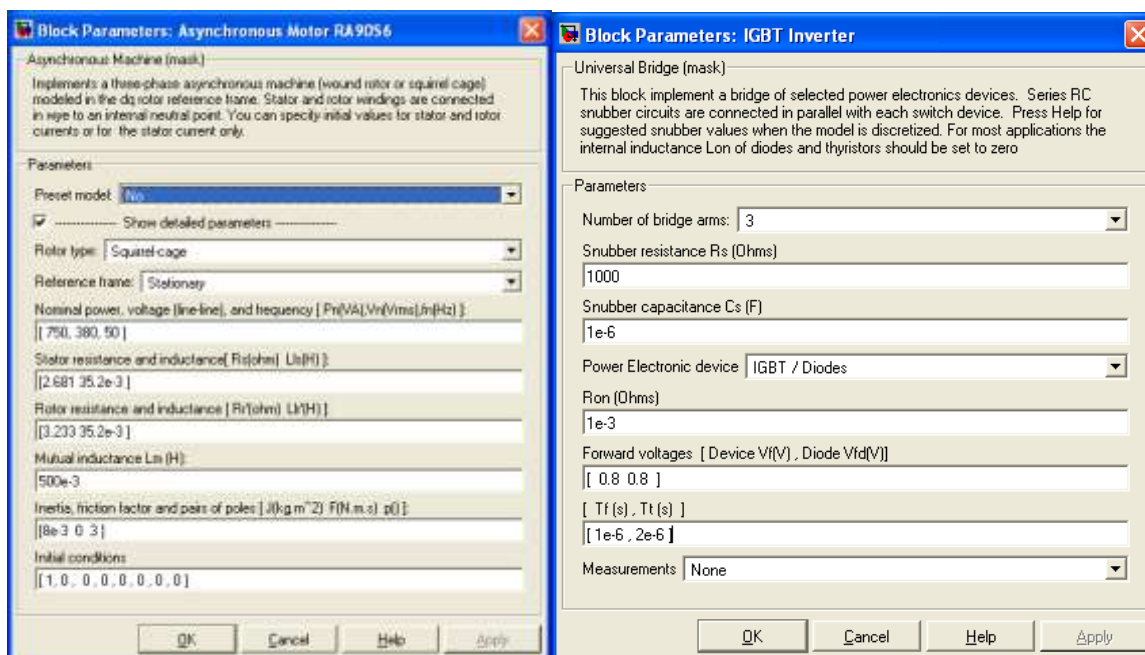 Block Parameters: Asynchronous Motor RA90S6
Asynchronous Machine (mask)
Implements a three-phase asynchronous machine (wound rotor or squirrel cage)
modeled in the dq rotor reference frame. Stator and rotor windings are connected
in wye to an internal neutral point. You can specify initial values for stator and rotor
currents or for the stator current only.
Parameters
Preset model: No
-------------- Show detailed parameters --------------
Rotor type: Squirrel-cage
Reference frame: Stationary
Nominal power, voltage (line-line), and frequency [ Pn(VA),Vn(Vrms),fn(Hz) ]:
[ 750, 380, 50 ]
Stator resistance and inductance[ Rs(ohm) Lls(H) ]:
[2.681 35.2e-3 ]
Rotor resistance and inductance [ Rr'(ohm) Llr'(H) ]:
[3.233 35.2e-3 ]
Mutual inductance Lm (H):
500e-3
Inertia, friction factor and pairs of poles [ J(kg.m^2) F(N.m.s) p() ]:
[8e-3 0 3]
Initial conditions
[ 1, 0 , 0 , 0, 0, 0, 0, 0 ]
OK Cancel Help Apply
Block Parameters: IGBT Inverter
Universal Bridge (mask)
This block implement a bridge of selected power electronics devices. Series RC
snubber circuits are connected in parallel with each switch device. Press Help for
suggested snubber values when the model is discretized. For most applications the
internal inductance Lon of diodes and thyristors should be set to zero
Parameters
Number of bridge arms: 3
Snubber resistance Rs (Ohms)
1000
Snubber capacitance Cs (F)
1e-6
Power Electronic device IGBT / Diodes
Ron (Ohms)
1e-3
Forward voltages [ Device Vf(V) , Diode Vfd(V)]
[ 0.8 0.8 ]
[ Tf (s) , Tt (s) ]
[ 1e-6 , 2e-6 ]
Measurements None
OK Cancel Help Apply